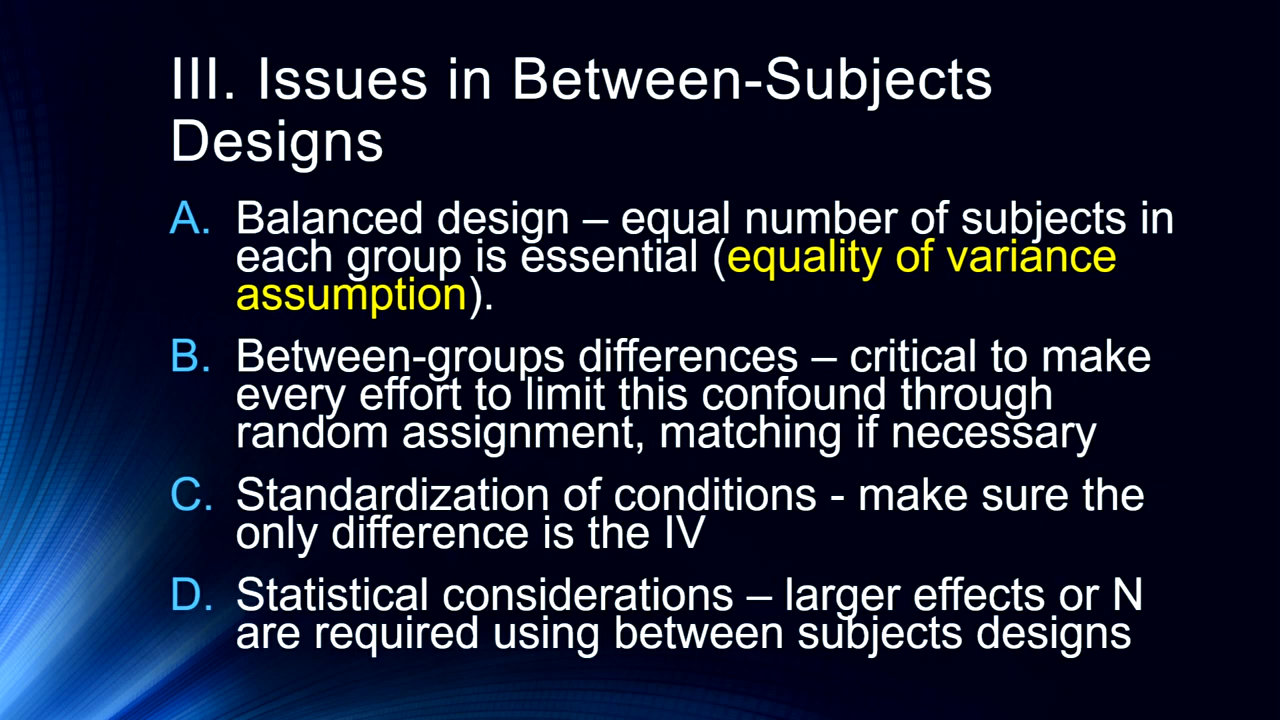 III. Issues in Between-Subjects
Designs
A. Balanced design – equal number of subjects in
each group is essential (equality of variance
assumption).
B. Between-groups differences – critical to make
every effort to limit this confound through
random assignment, matching if necessary
C. Standardization of conditions - make sure the
only difference is the IV
D. Statistical considerations – larger effects or N
are required using between subjects designs